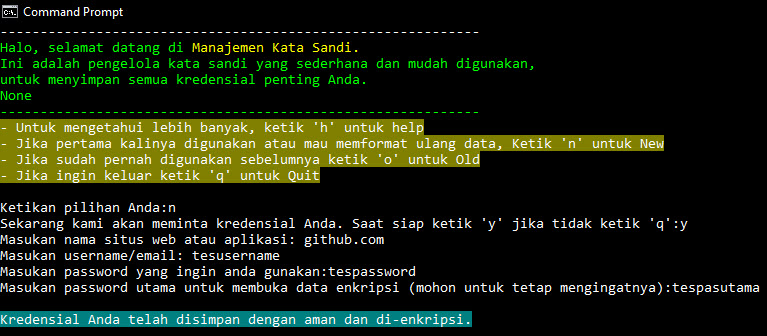 Command Prompt
------------------------------------------------------------
Halo, selamat datang di Manajemen Kata Sandi.
Ini adalah pengelola kata sandi yang sederhana dan mudah digunakan,
untuk menyimpan semua kredensial penting Anda.
None
------------------------------------------------------------
- Untuk mengetahui lebih banyak, ketik 'h' untuk help
- Jika pertama kalinya digunakan atau mau memformat ulang data, Ketik 'n' untuk New
- Jika sudah pernah digunakan sebelumnya ketik 'o' untuk Old
- Jika ingin keluar ketik 'q' untuk Quit
Ketikan pilihan Anda:n
Sekarang kami akan meminta kredensial Anda. Saat siap ketik 'y' jika tidak ketik 'q':y
Masukan nama situs web atau aplikasi: github.com
Masukan username/email: tesusername
Masukan password yang ingin anda gunakan:tespassword
Masukan password utama untuk membuka data enkripsi (mohon untuk tetap mengingatnya):tespasutama
Kredensial Anda telah disimpan dengan aman dan di-enkripsi.